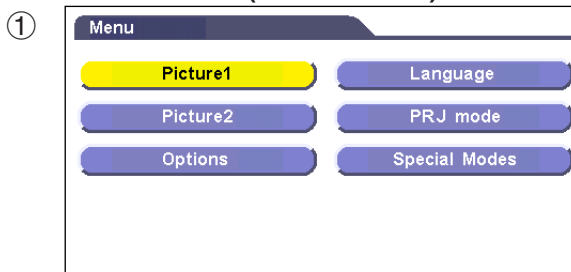 ①
Menu
Picture1 Language
Picture2 PRJ mode
Options Special Modes